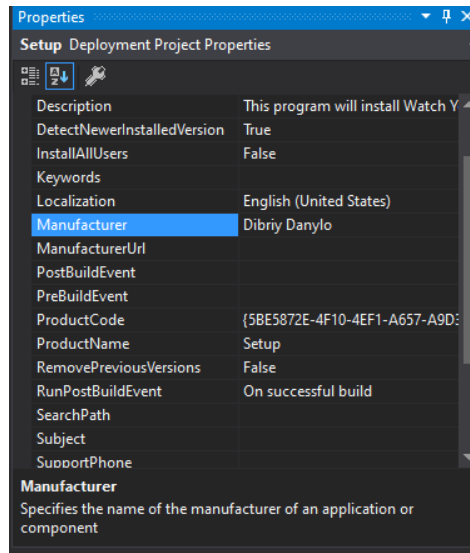 Properties
Setup Deployment Project Properties
Description This program will install Watch Y
DetectNewerInstalledVersion True
InstallAllUsers False
Keywords
Localization English (United States)
Manufacturer Dibriy Danylo
ManufacturerUrl
PostBuildEvent
PreBuildEvent
ProductCode {5BE5872E-4F10-4EF1-A657-A9D3
ProductName Setup
RemovePreviousVersions False
RunPostBuildEvent On successful build
SearchPath
Subject
SupportPhone
Manufacturer
Specifies the name of the manufacturer of an application or
component